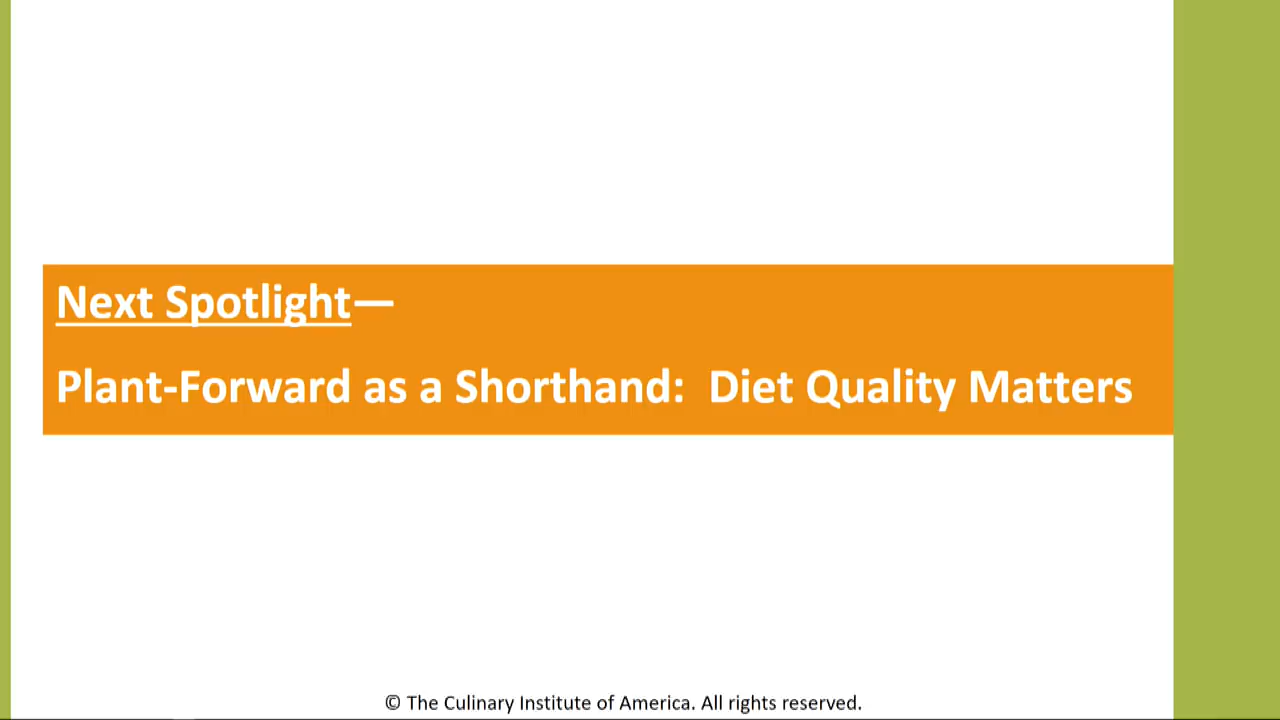 Next Spotlight—
Plant-Forward as a Shorthand:  Diet Quality Matters
© The Culinary Institute of America. All rights reserved.